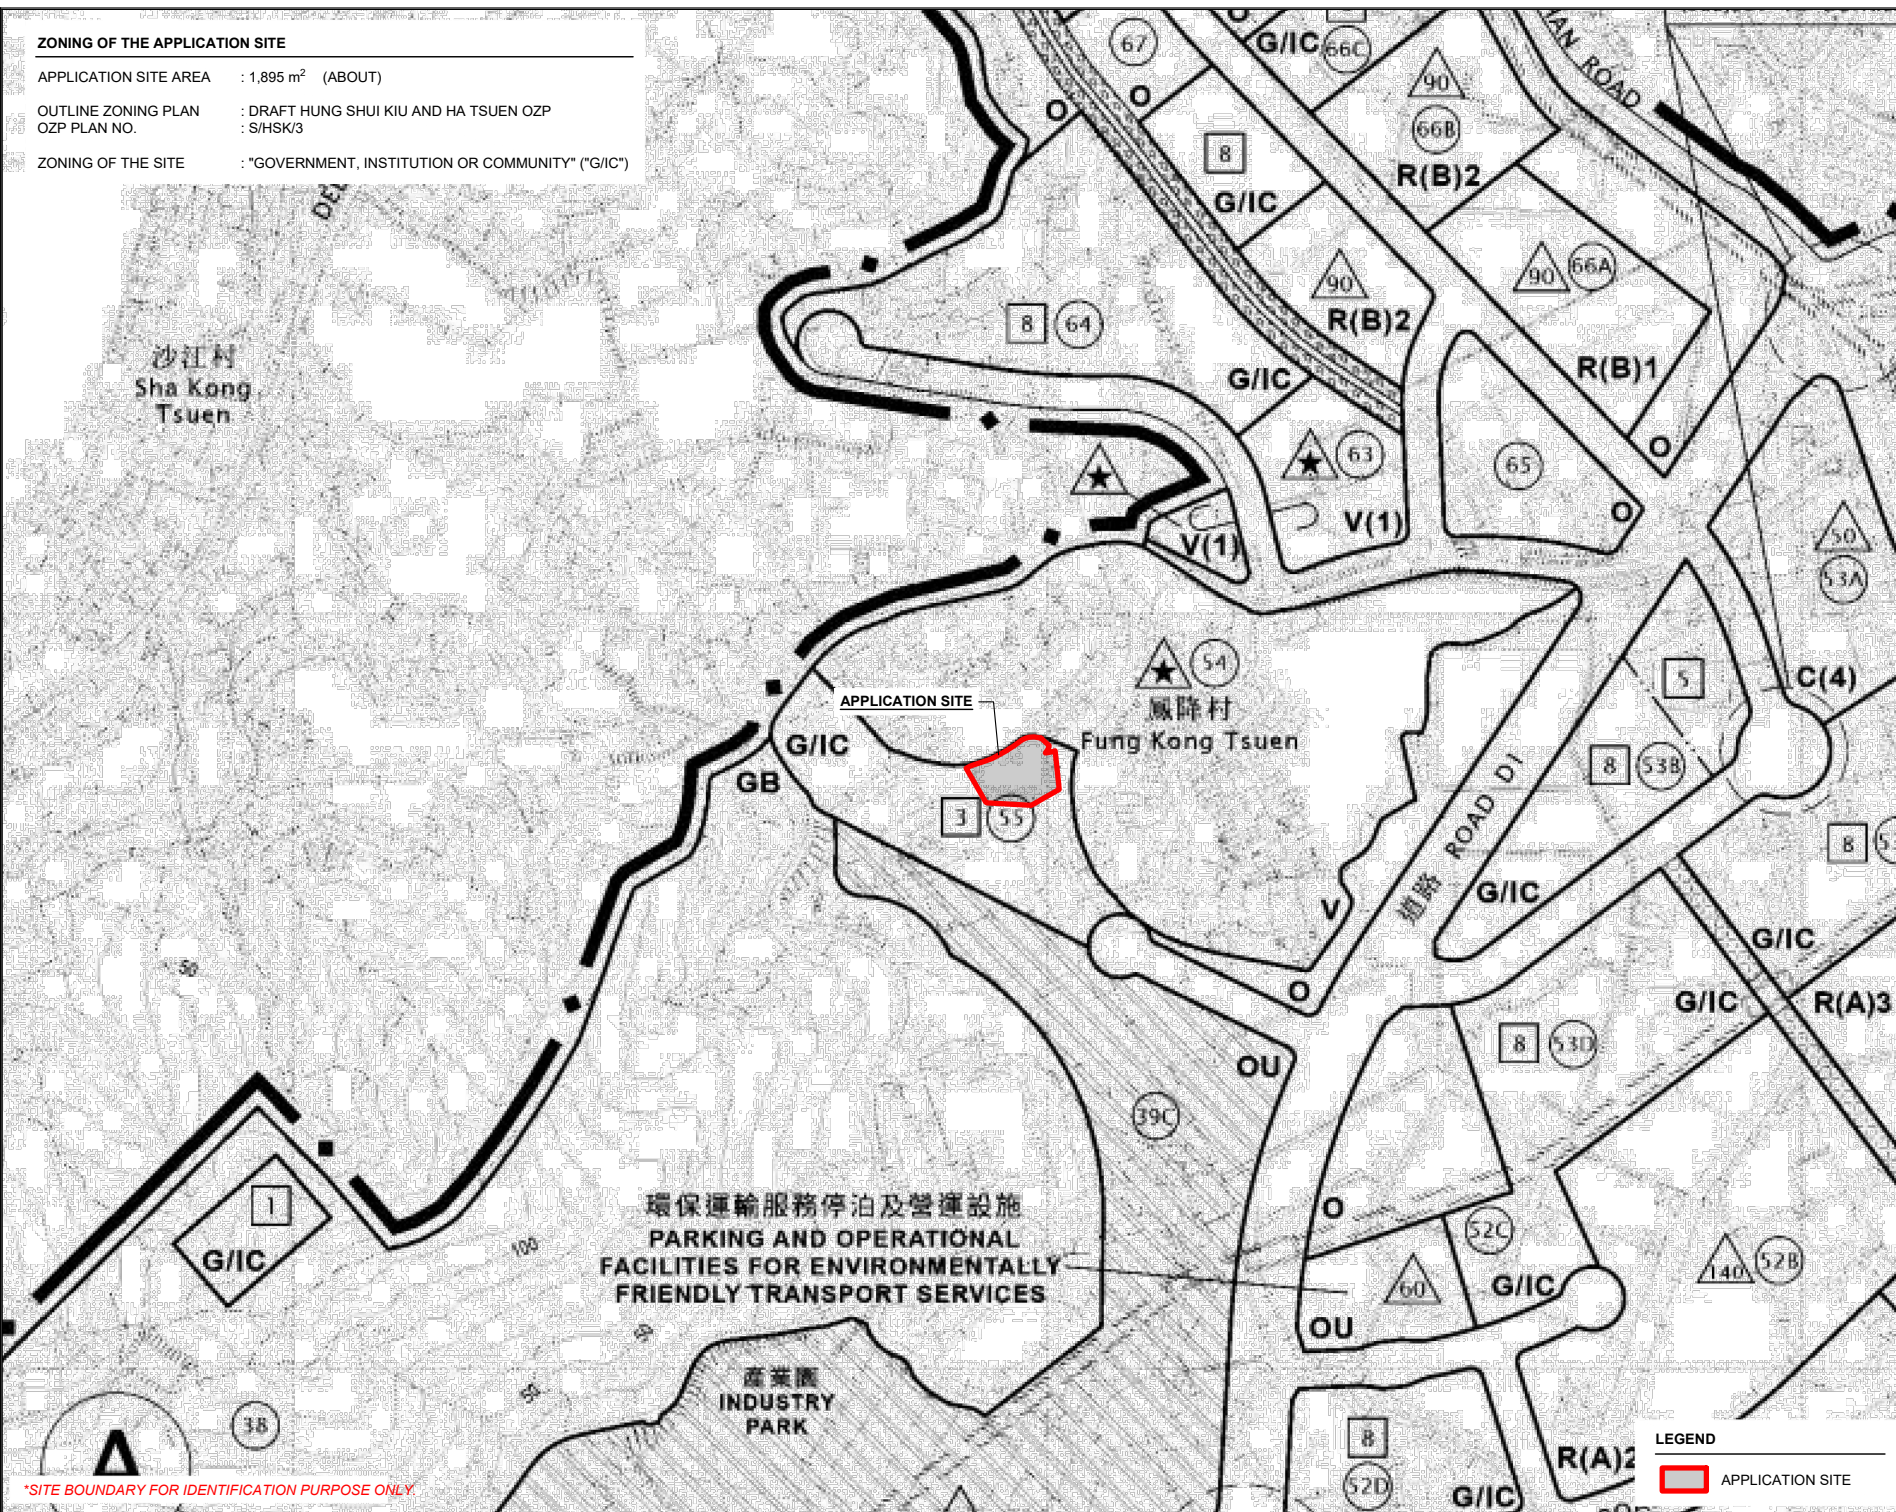 ZONING OF THE APPLICATION SITE
APPLICATION SITE AREA : 1,895 m² (ABOUT)
OUTLINE ZONING PLAN : DRAFT HUNG SHUI KIU AND HA TSUEN OZP
OZP PLAN NO. : S/HSK/3
ZONING OF THE SITE : "GOVERNMENT, INSTITUTION OR COMMUNITY" ("G/IC")
67
G/IC
66C
ROAD
90
66B
R(B)2
O
O
8
G/IC
90
R(B)2
90
66A
R(B)1
O
8
64
G/IC
沙江村
Sha Kong
Tsuen
★
★
63
V(1)
V(1)
65
O
50
53A
★
54
鳳降村
Fung Kong Tsuen
APPLICATION SITE
G/IC
GB
3
55
5
C(4)
8
53B
道路 ROAD D1
V
G/IC
8
G/IC
O
G/IC
R(A)3
8
53D
50
OU
39C
1
G/IC
100
環保運輸服務停泊及營運設施
PARKING AND OPERATIONAL
FACILITIES FOR ENVIRONMENTALLY
FRIENDLY TRANSPORT SERVICES
O
52C
60
G/IC
140
52B
OU
50
產業園
INDUSTRY
PARK
38
A
8
52D
G/IC
R(A)2
LEGEND
APPLICATION SITE
*SITE BOUNDARY FOR IDENTIFICATION PURPOSE ONLY.